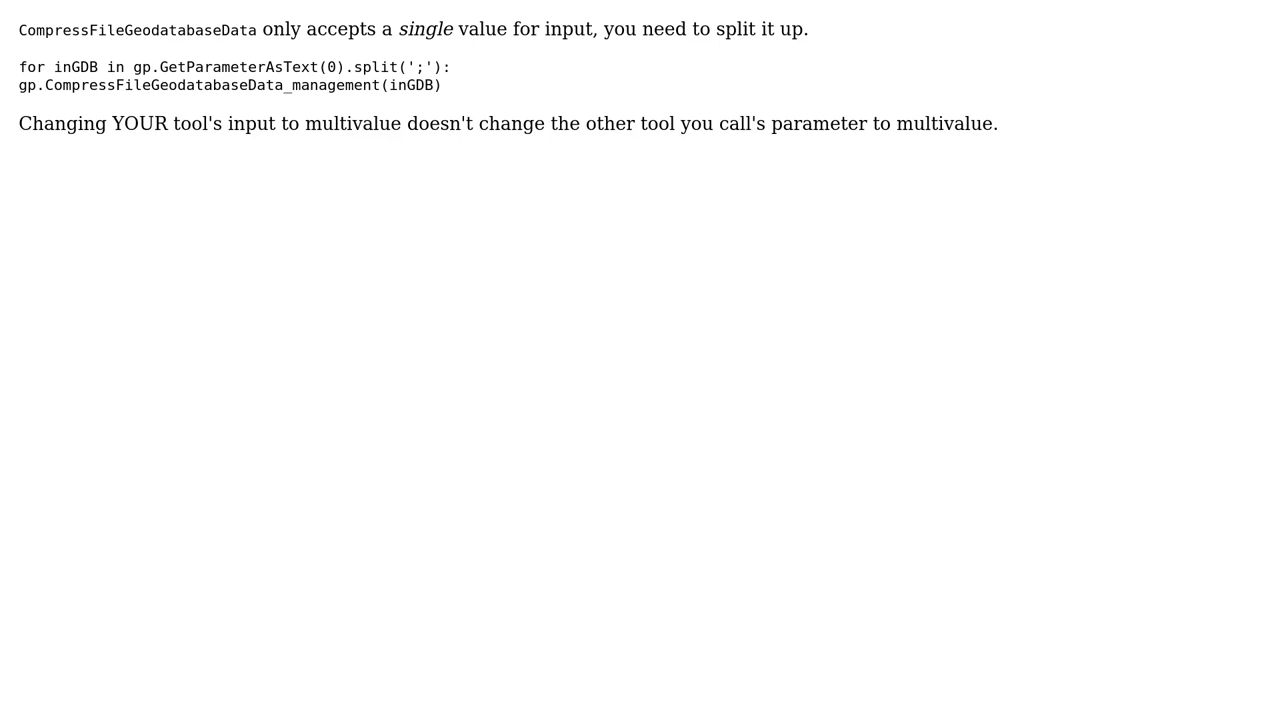 CompressFileGeodatabaseData only accepts a single value for input, you need to split it up.
for inGDB in gp.GetParameterAsText(0).split(';'):
gp.CompressFileGeodatabaseData_management(inGDB)
Changing YOUR tool's input to multivalue doesn't change the other tool you call's parameter to multivalue.